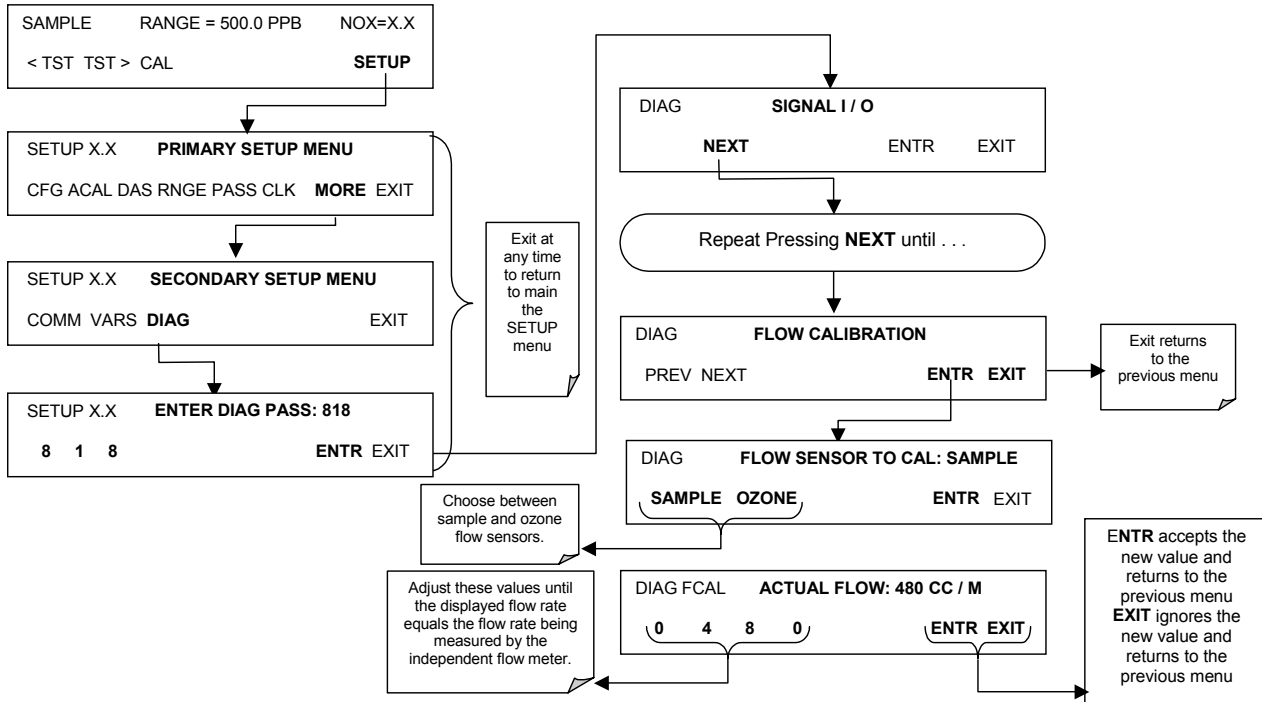 SAMPLE RANGE = 500.0 PPB NOX=X.X
< TST TST > CAL SETUP
SETUP X.X PRIMARY SETUP MENU
CFG ACAL DAS RNGE PASS CLK MORE EXIT
SETUP X.X SECONDARY SETUP MENU
COMM VARS DIAG EXIT
SETUP X.X ENTER DIAG PASS: 818
8 1 8 ENTR EXIT
Exit at
any time
to return
to main
the
SETUP
menu
DIAG SIGNAL I / O
NEXT ENTR EXIT
Repeat Pressing NEXT until . . .
DIAG FLOW CALIBRATION
PREV NEXT ENTR EXIT
Exit returns
to the
previous menu
DIAG FLOW SENSOR TO CAL: SAMPLE
SAMPLE OZONE ENTR EXIT
Choose between
sample and ozone
flow sensors.
DIAG FCAL ACTUAL FLOW: 480 CC / M
0 4 8 0 ENTR EXIT
Adjust these values until
the displayed flow rate
equals the flow rate being
measured by the
independent flow meter.
ENTR accepts the
new value and
returns to the
previous menu
EXIT ignores the
new value and
returns to the
previous menu